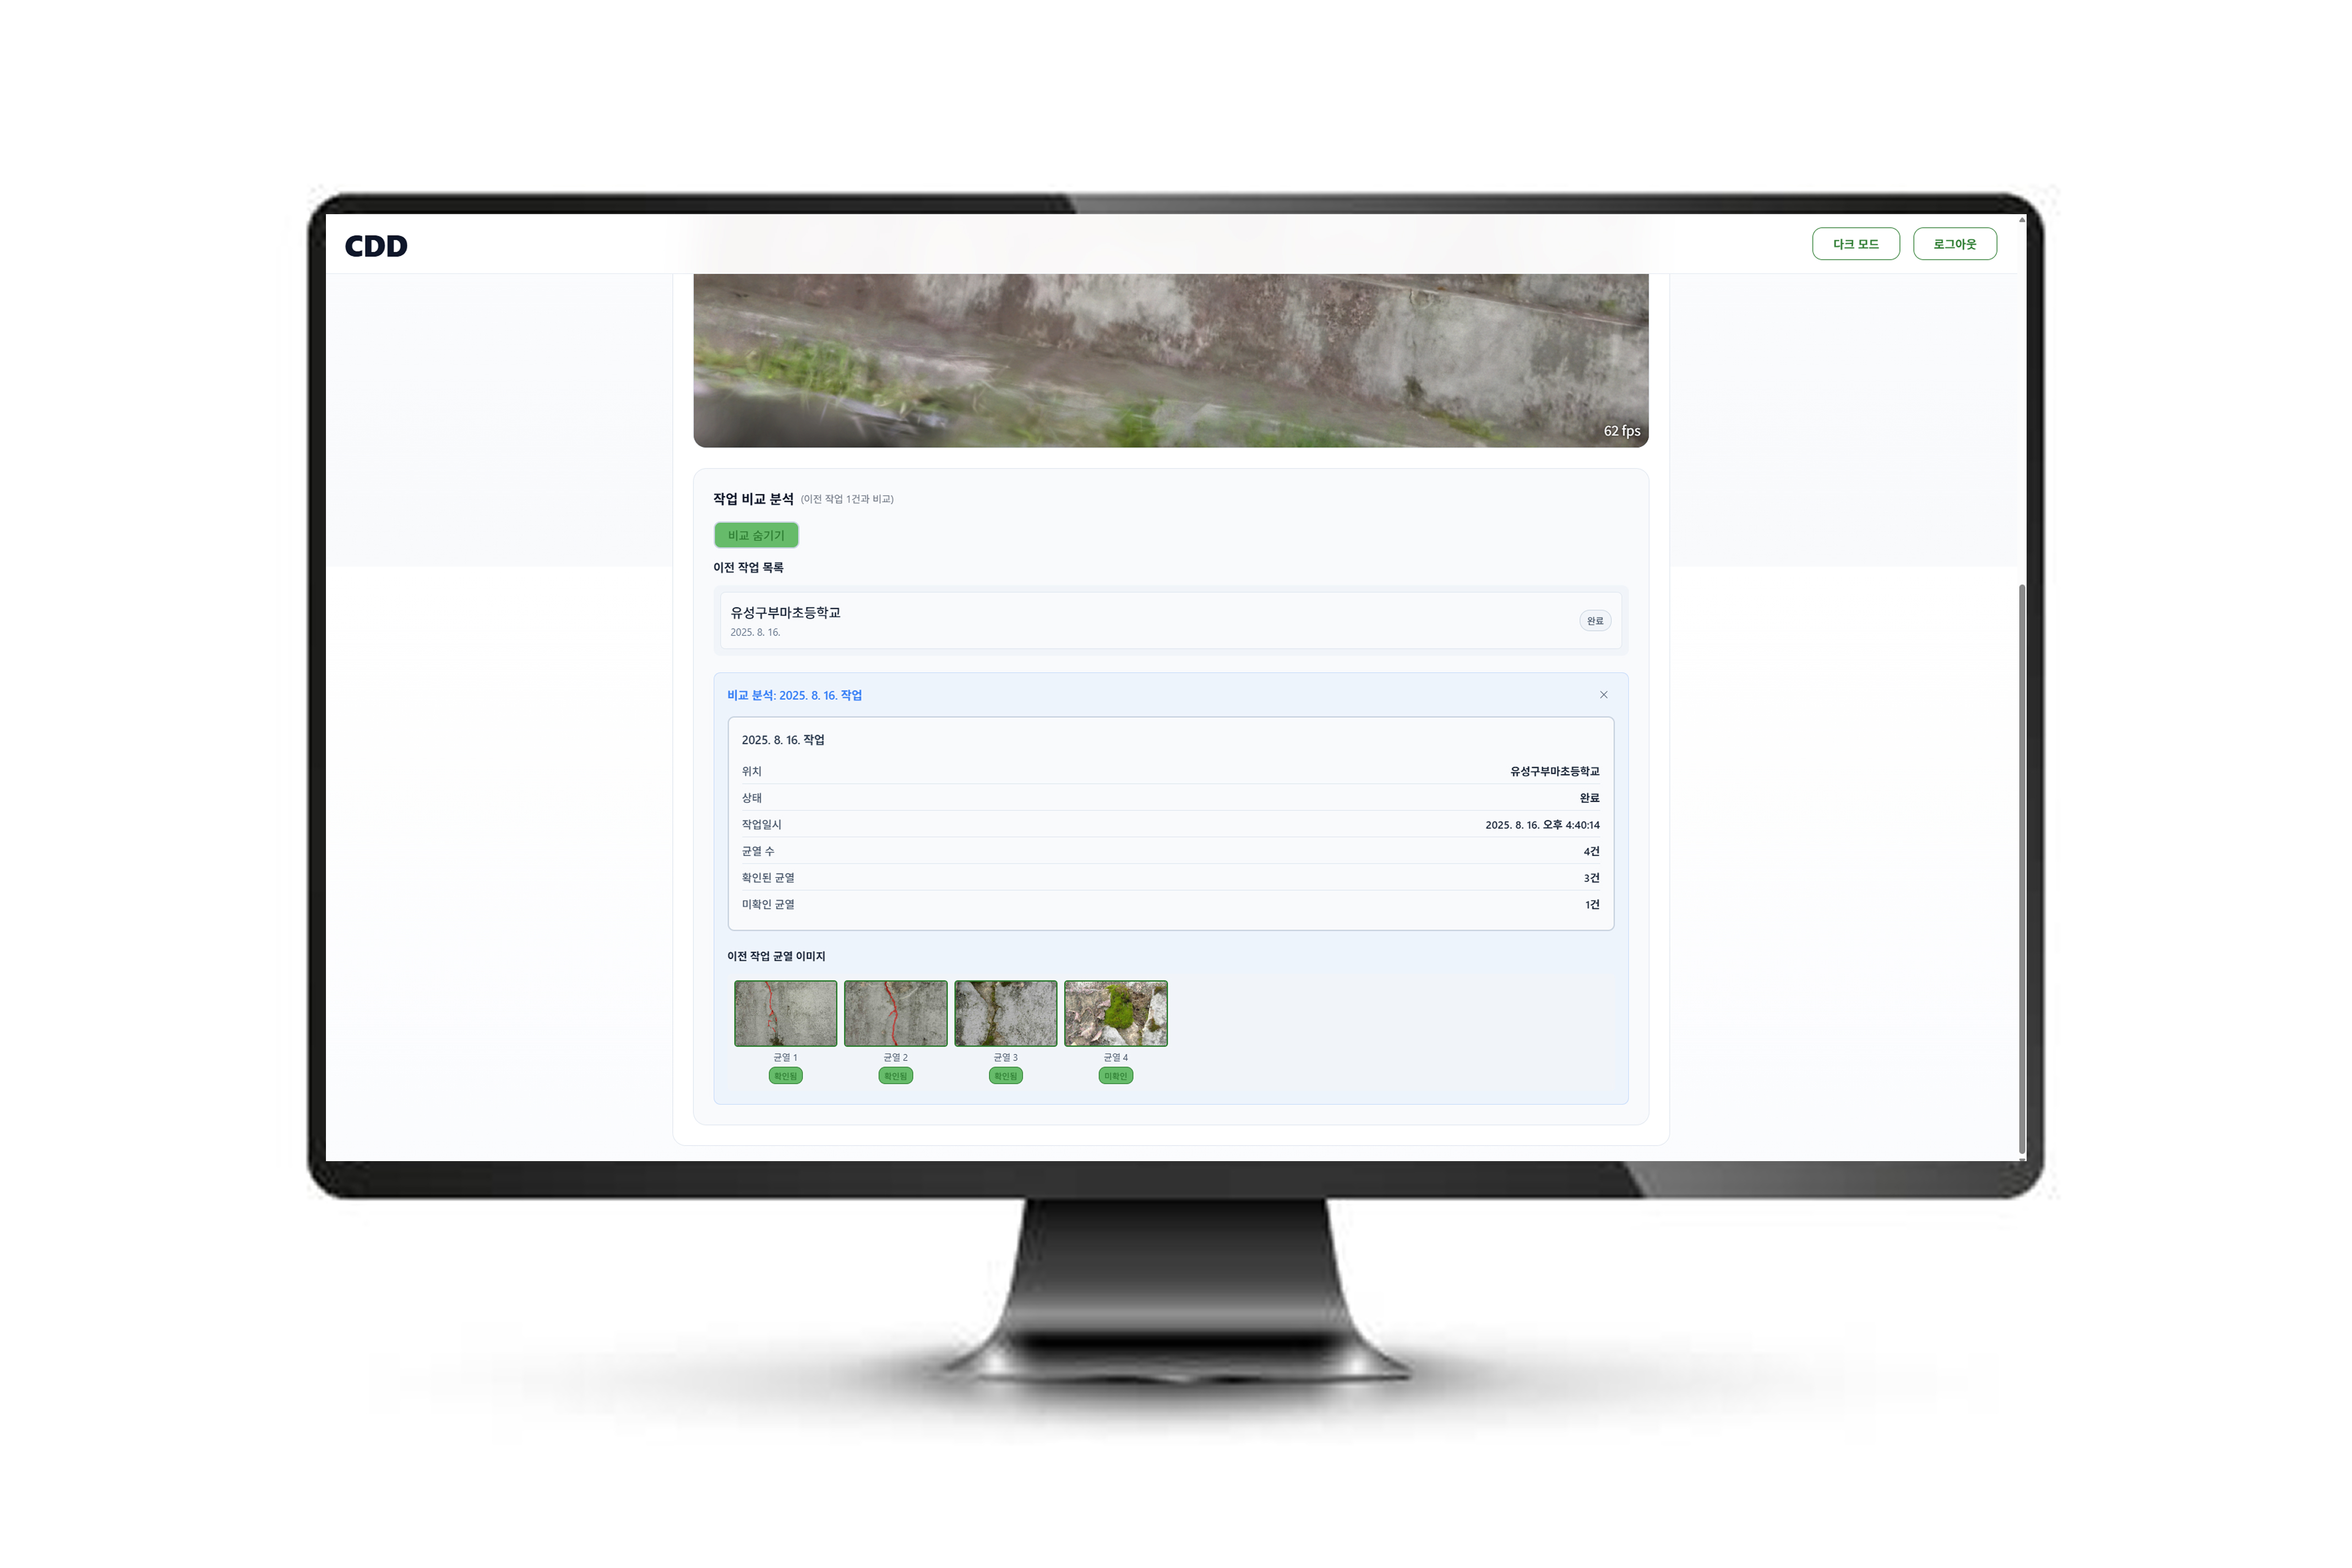 CDD
다크 모드
로그아웃
62 fps
작업 비교 분석 (이전 작업 1건과 비교)
비교 숨기기
이전 작업 목록
유성구부마초등학교
2025. 8. 16.
완료
비교 분석: 2025. 8. 16. 작업
2025. 8. 16. 작업
위치 유성구부마초등학교
상태 완료
작업일시 2025. 8. 16. 오후 4:40:14
균열 수 4건
확인된 균열 3건
미확인 균열 1건
이전 작업 균열 이미지
균열 1 균열 2 균열 3 균열 4
확인됨 확인됨 확인됨 미확인